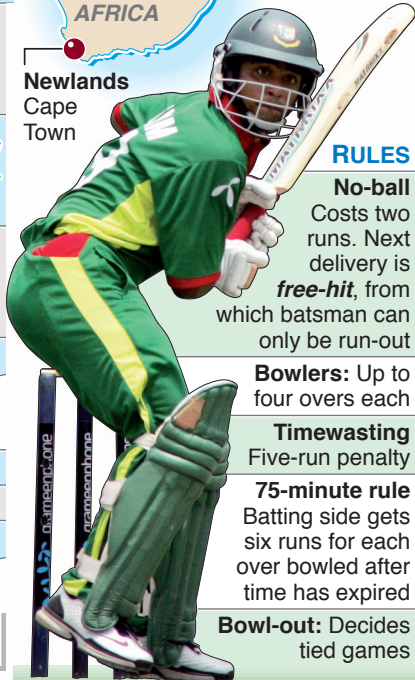 AFRICA
Newlands
Cape
Town
RULES
No-ball
Costs two
runs. Next
delivery is
free-hit, from
which batsman can
only be run-out
Bowlers: Up to
four overs each
Timewasting
Five-run penalty
75-minute rule
Batting side gets
six runs for each
over bowled after
time has expired
Bowl-out: Decides
tied games